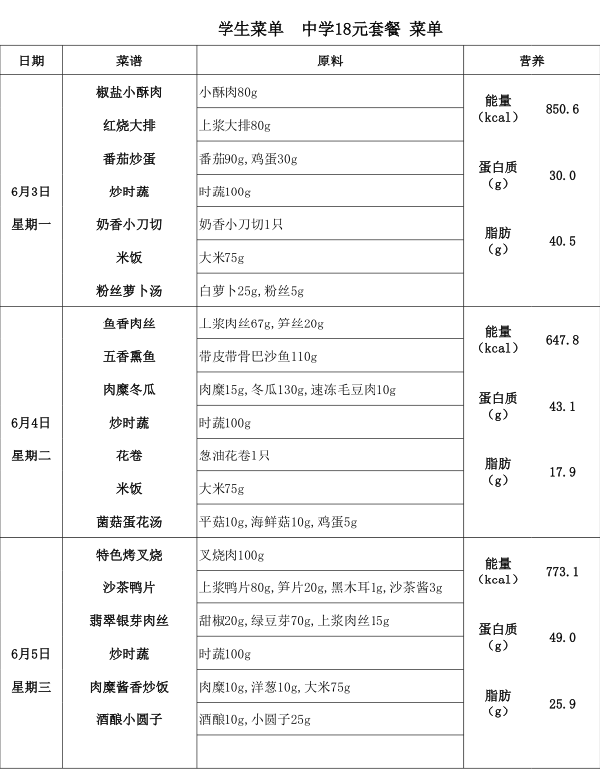 学生菜单 中学18元套餐 菜单
日期 菜谱 原料 营养
椒盐小酥肉 小酥肉80g
能量（kcal） 850.6
红烧大排 上浆大排80g
番茄炒蛋 番茄90g,鸡蛋30g
蛋白质（g） 30.0
6月3日 炒时蔬 时蔬100g
星期一 奶香小刀切 奶香小刀切1只
脂肪（g） 40.5
米饭 大米75g
粉丝萝卜汤 白萝卜25g,粉丝5g
鱼香肉丝 上浆肉丝67g,笋丝20g
能量（kcal） 647.8
五香熏鱼 带皮带骨巴沙鱼110g
肉糜冬瓜 肉糜15g,冬瓜130g,速冻毛豆肉10g
蛋白质（g） 43.1
6月4日 炒时蔬 时蔬100g
星期二 花卷 葱油花卷1只
脂肪（g） 17.9
米饭 大米75g
菌菇蛋花汤 平菇10g,海鲜菇10g,鸡蛋5g
特色烤叉烧 叉烧肉100g
能量（kcal） 773.1
沙茶鸭片 上浆鸭片80g,笋片20g,黑木耳1g,沙茶酱3g
翡翠银芽肉丝 甜椒20g,绿豆芽70g,上浆肉丝15g
蛋白质（g） 49.0
6月5日 炒时蔬 时蔬100g
星期三 肉糜酱香炒饭 肉糜10g,洋葱10g,大米75g
脂肪（g） 25.9
酒酿小圆子 酒酿10g,小圆子25g